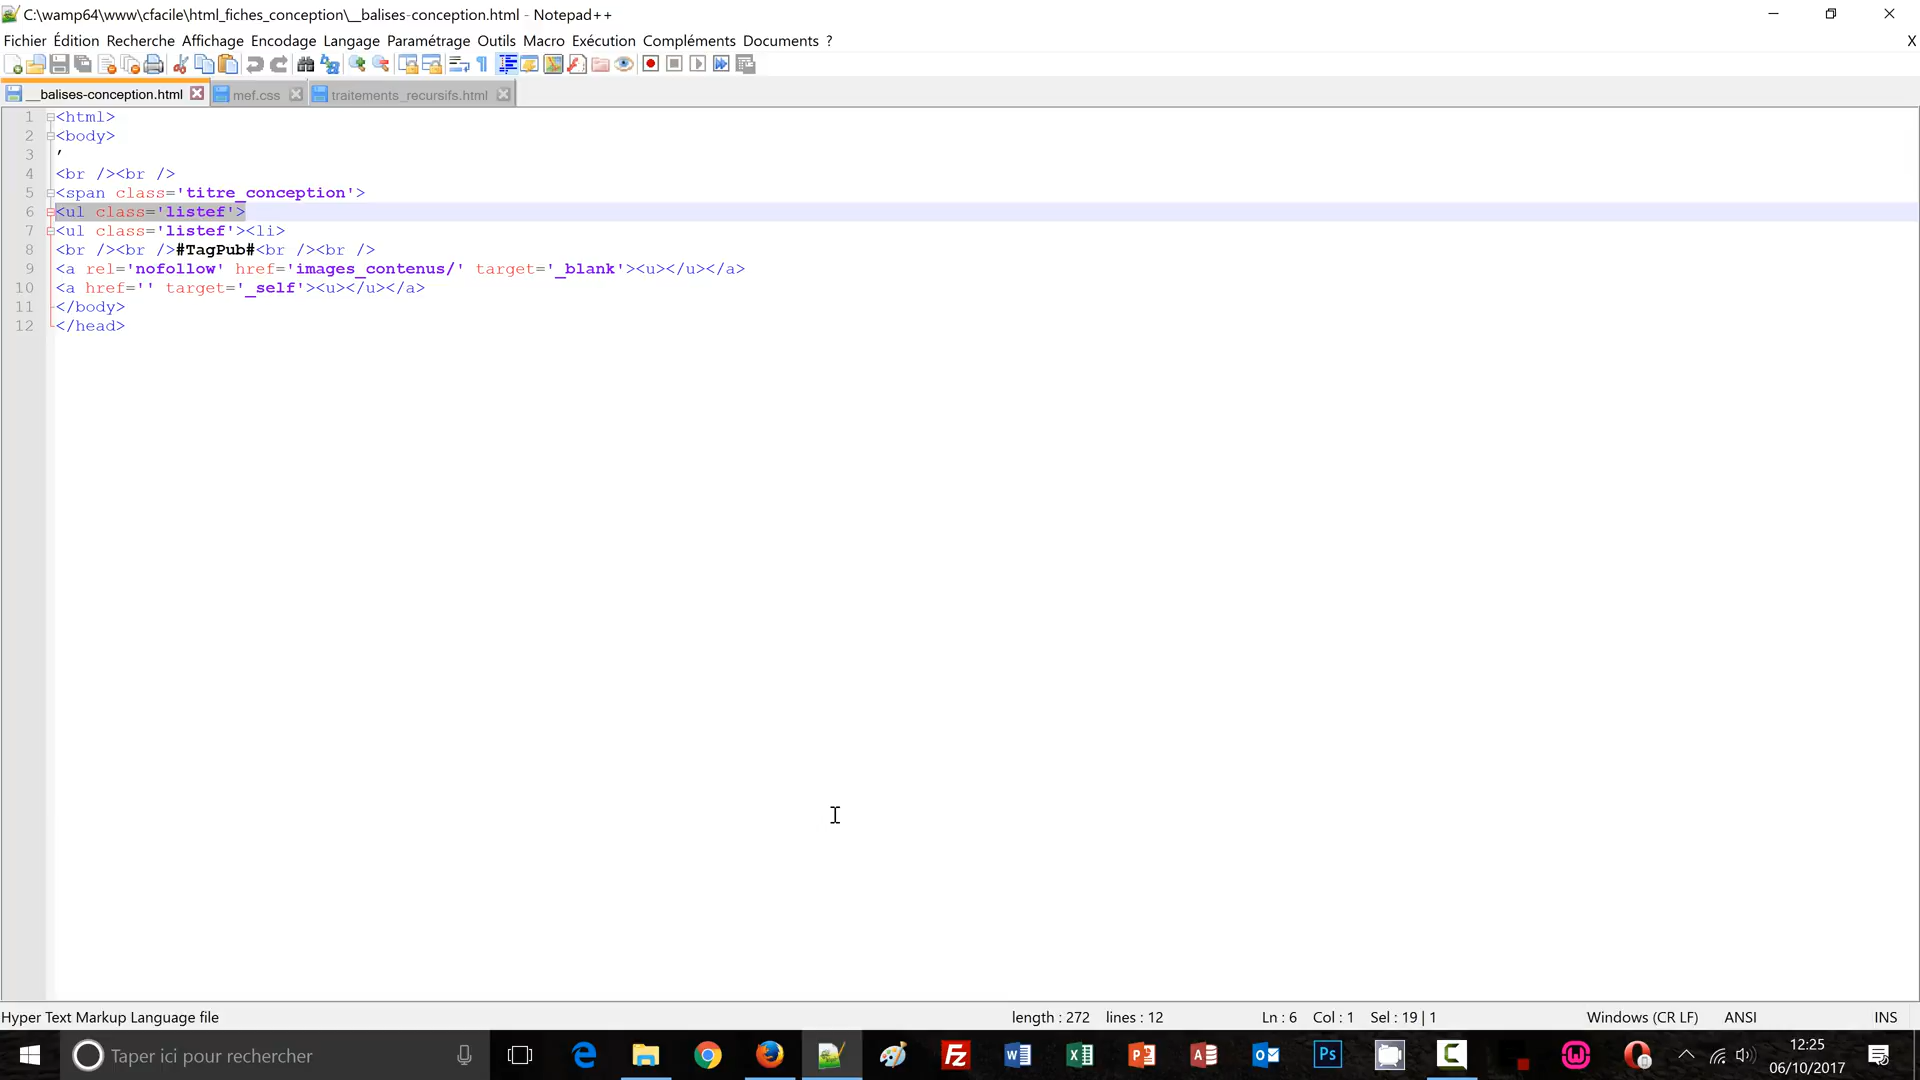 C:\wamp64\www\cfacile\html_fiches_conception\__balises-conception.html - Notepad++
Fichier Édition Recherche Affichage Encodage Langage Paramétrage Outils Macro Exécution Compléments Documents ? X
__balises-conception.html mef.css traitements_recursifs.html
1 <html>
2 <body>
3 ’
4 <br /><br />
5 <span class='titre_conception'>
6 <ul class='listef'>
7 <ul class='listef'><li>
8 <br /><br />#TagPub#<br /><br />
9 <a rel='nofollow' href='images_contenus/' target='_blank'><u></u></a>
10 <a href='' target='_self'><u></u></a>
11 </body>
12 </head>
Hyper Text Markup Language file length : 272 lines : 12 Ln : 6 Col : 1 Sel : 19 | 1 Windows (CR LF) ANSI INS
Taper ici pour rechercher
12:25
06/10/2017